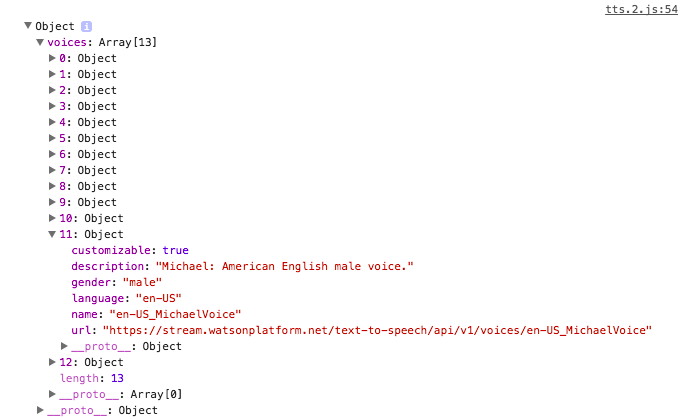 tts.2.js:54
Object i
voices: Array[13]
0: Object
1: Object
2: Object
3: Object
4: Object
5: Object
6: Object
7: Object
8: Object
9: Object
10: Object
11: Object
customizable: true
description: "Michael: American English male voice."
gender: "male"
language: "en-US"
name: "en-US_MichaelVoice"
url: "https://stream.watsonplatform.net/text-to-speech/api/v1/voices/en-US_MichaelVoice"
__proto__: Object
12: Object
length: 13
__proto__: Array[0]
__proto__: Object